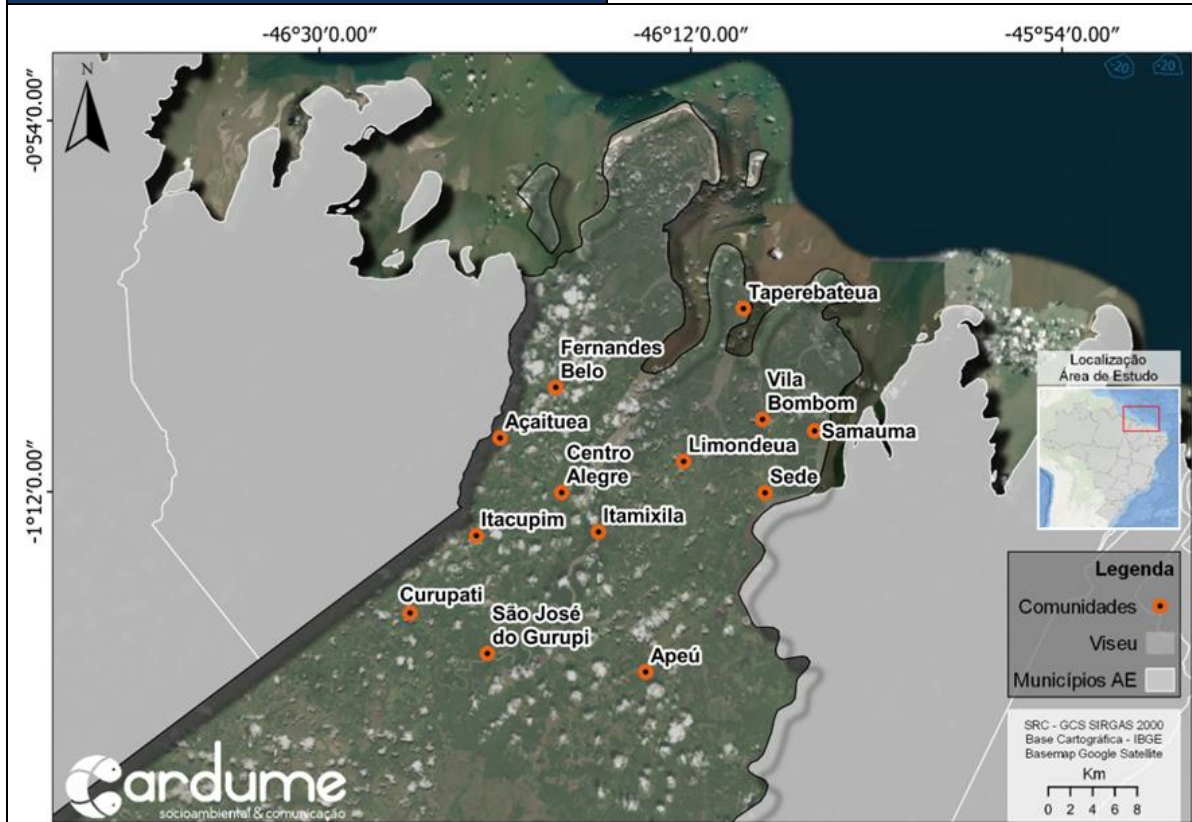 -46°30′0.00″
-46°12′0.00″
-45°54′0.00″
N
-20
-20
-0°54′0.00″
Taperebateua
Localização
Área de Estudo
Fernandes
Belo
Vila
Bombom
Açaituea
Samauma
Centro
Alegre
Limondeua
Sede
-1°12′0.00″
Itacupim
Itamixila
Legenda
Comunidades
Viseu
Municípios AE
Curupati
São José
do Gurupi
Apeú
SRC - GCS SIRGAS 2000
Base Cartográfica - IBGE
Basemap Google Satellite
Km
0 2 4 6 8
Cardume
socioambiental & comunicação